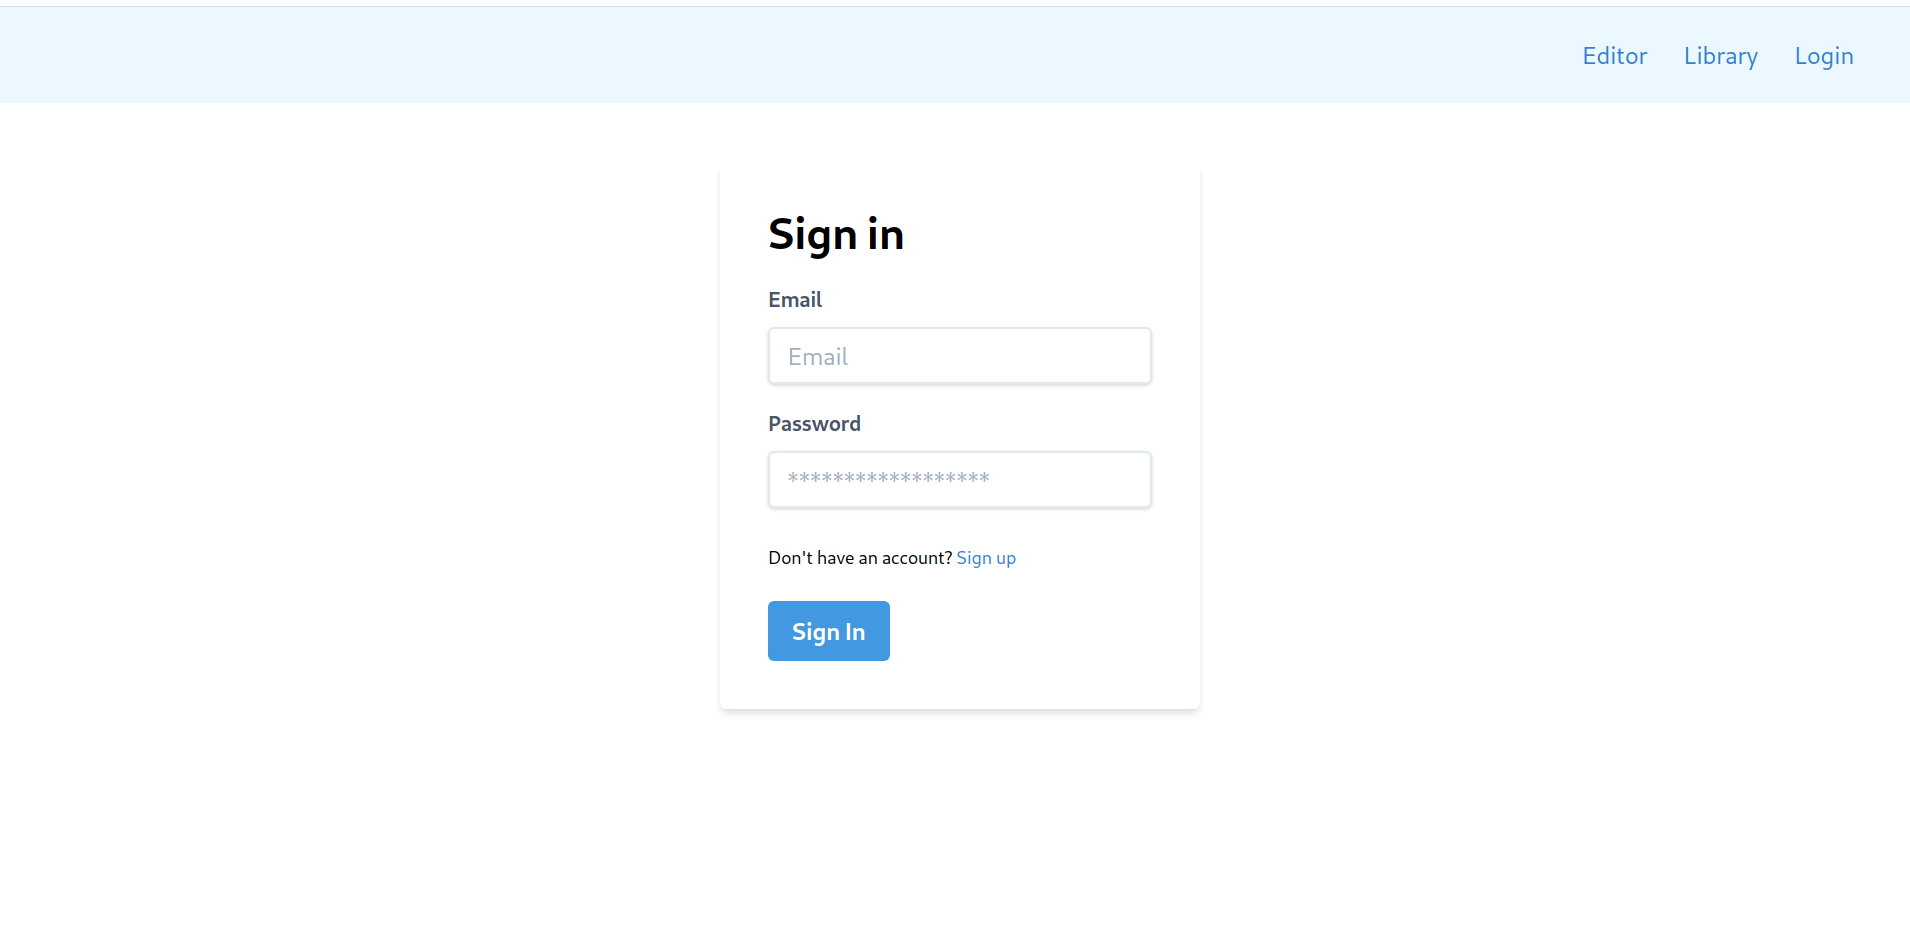 Editor Library Login
Sign in
Email
Email
Password
******************
Don't have an account? Sign up
Sign In